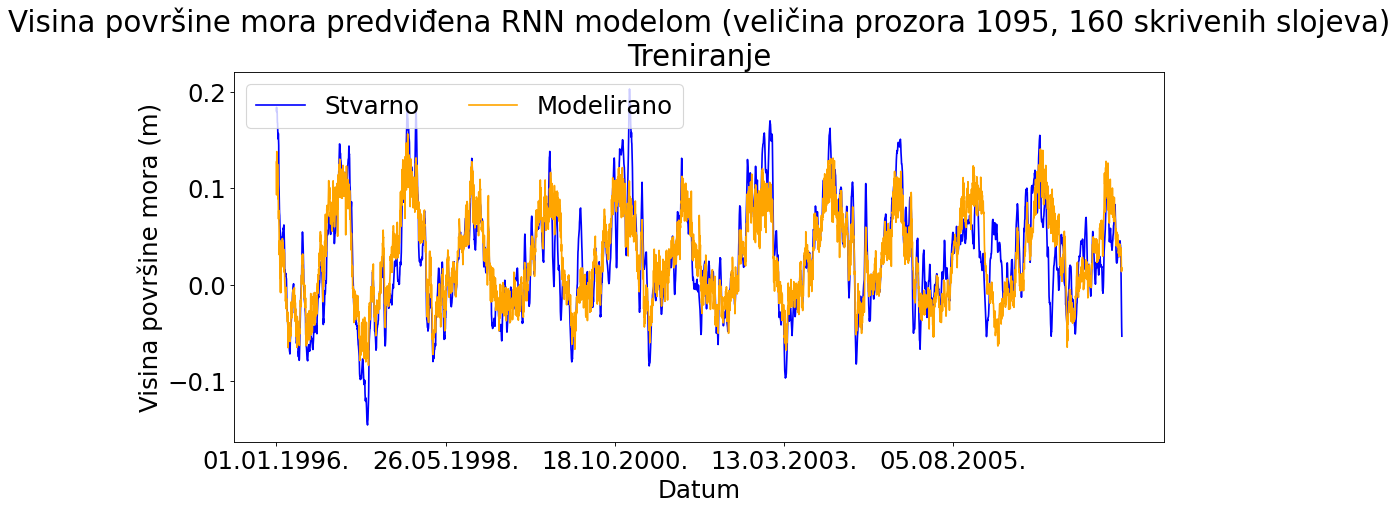 Visina površine mora predviđena RNN modelom (veličina prozora 1095, 160 skrivenih slojeva)
Treniranje
Stvarno Modelirano
Visina površine mora (m)
0.2
0.1
0.0
−0.1
01.01.1996. 26.05.1998. 18.10.2000. 13.03.2003. 05.08.2005.
Datum